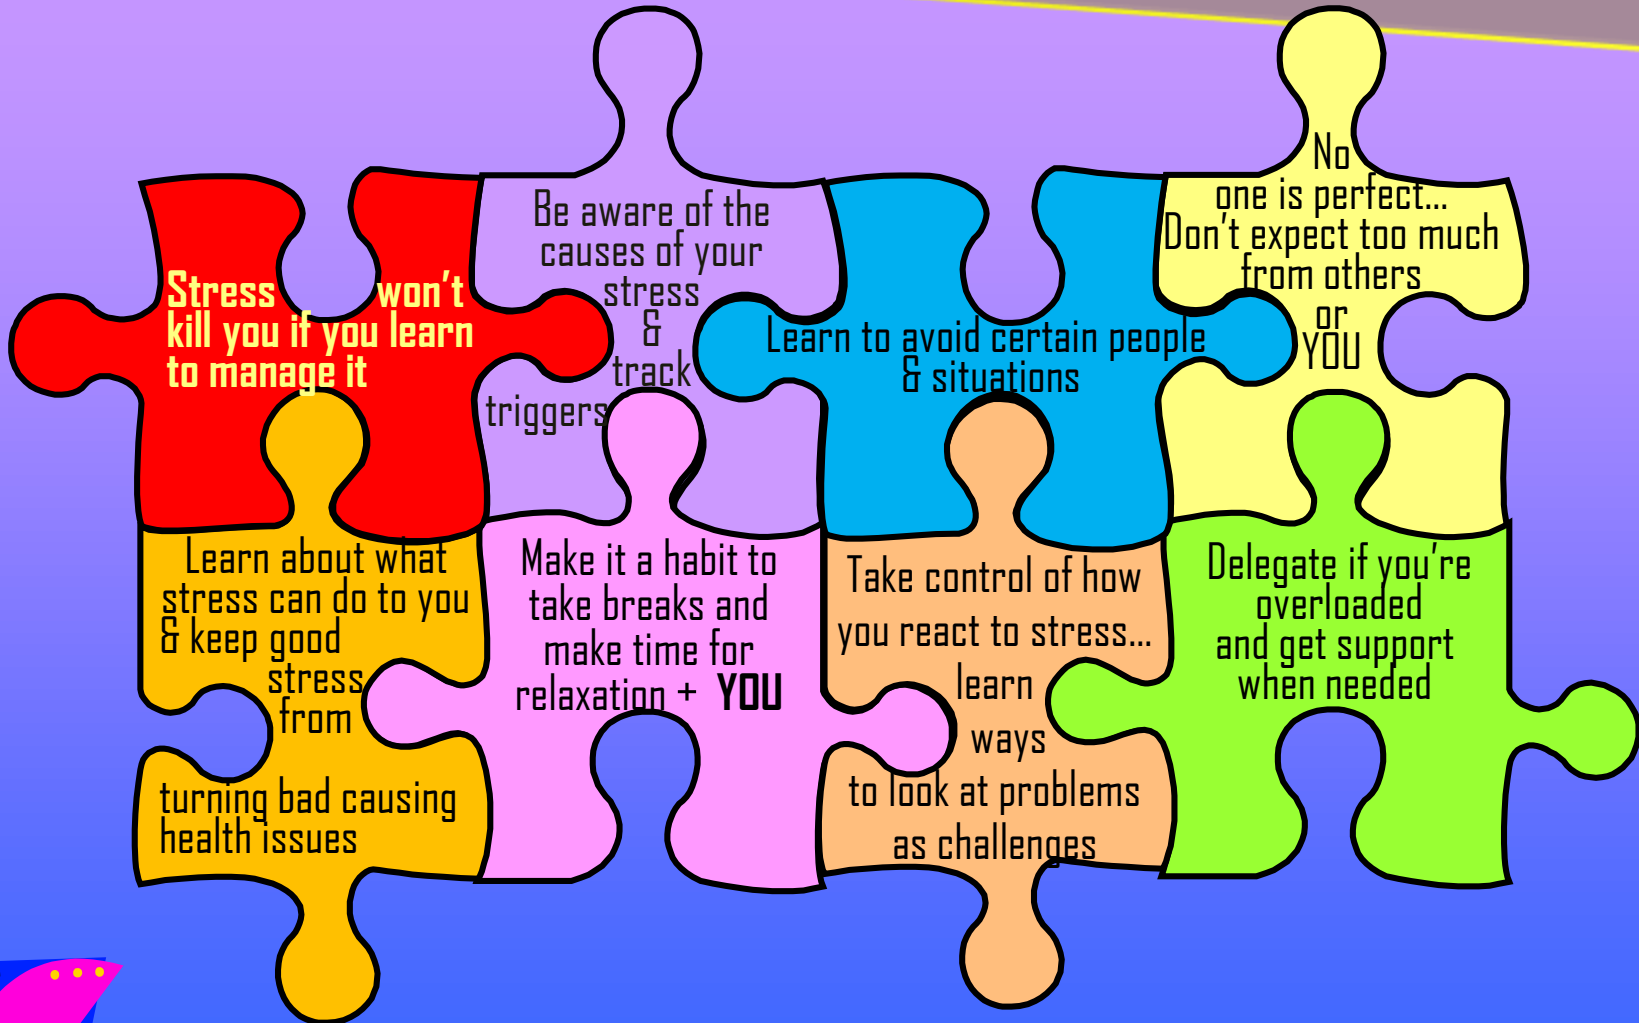 Stress won't
kill you if you learn
to manage it
Be aware of the
causes of your
stress
&
track
triggers
Learn to avoid certain people
& situations
No
one is perfect...
Don't expect too much
from others
or
YOU
Learn about what
stress can do to you
& keep good
stress
from
turning bad causing
health issues
Make it a habit to
take breaks and
make time for
relaxation + YOU
Take control of how
you react to stress...
learn
ways
to look at problems
as challenges
Delegate if you're
overloaded
and get support
when needed